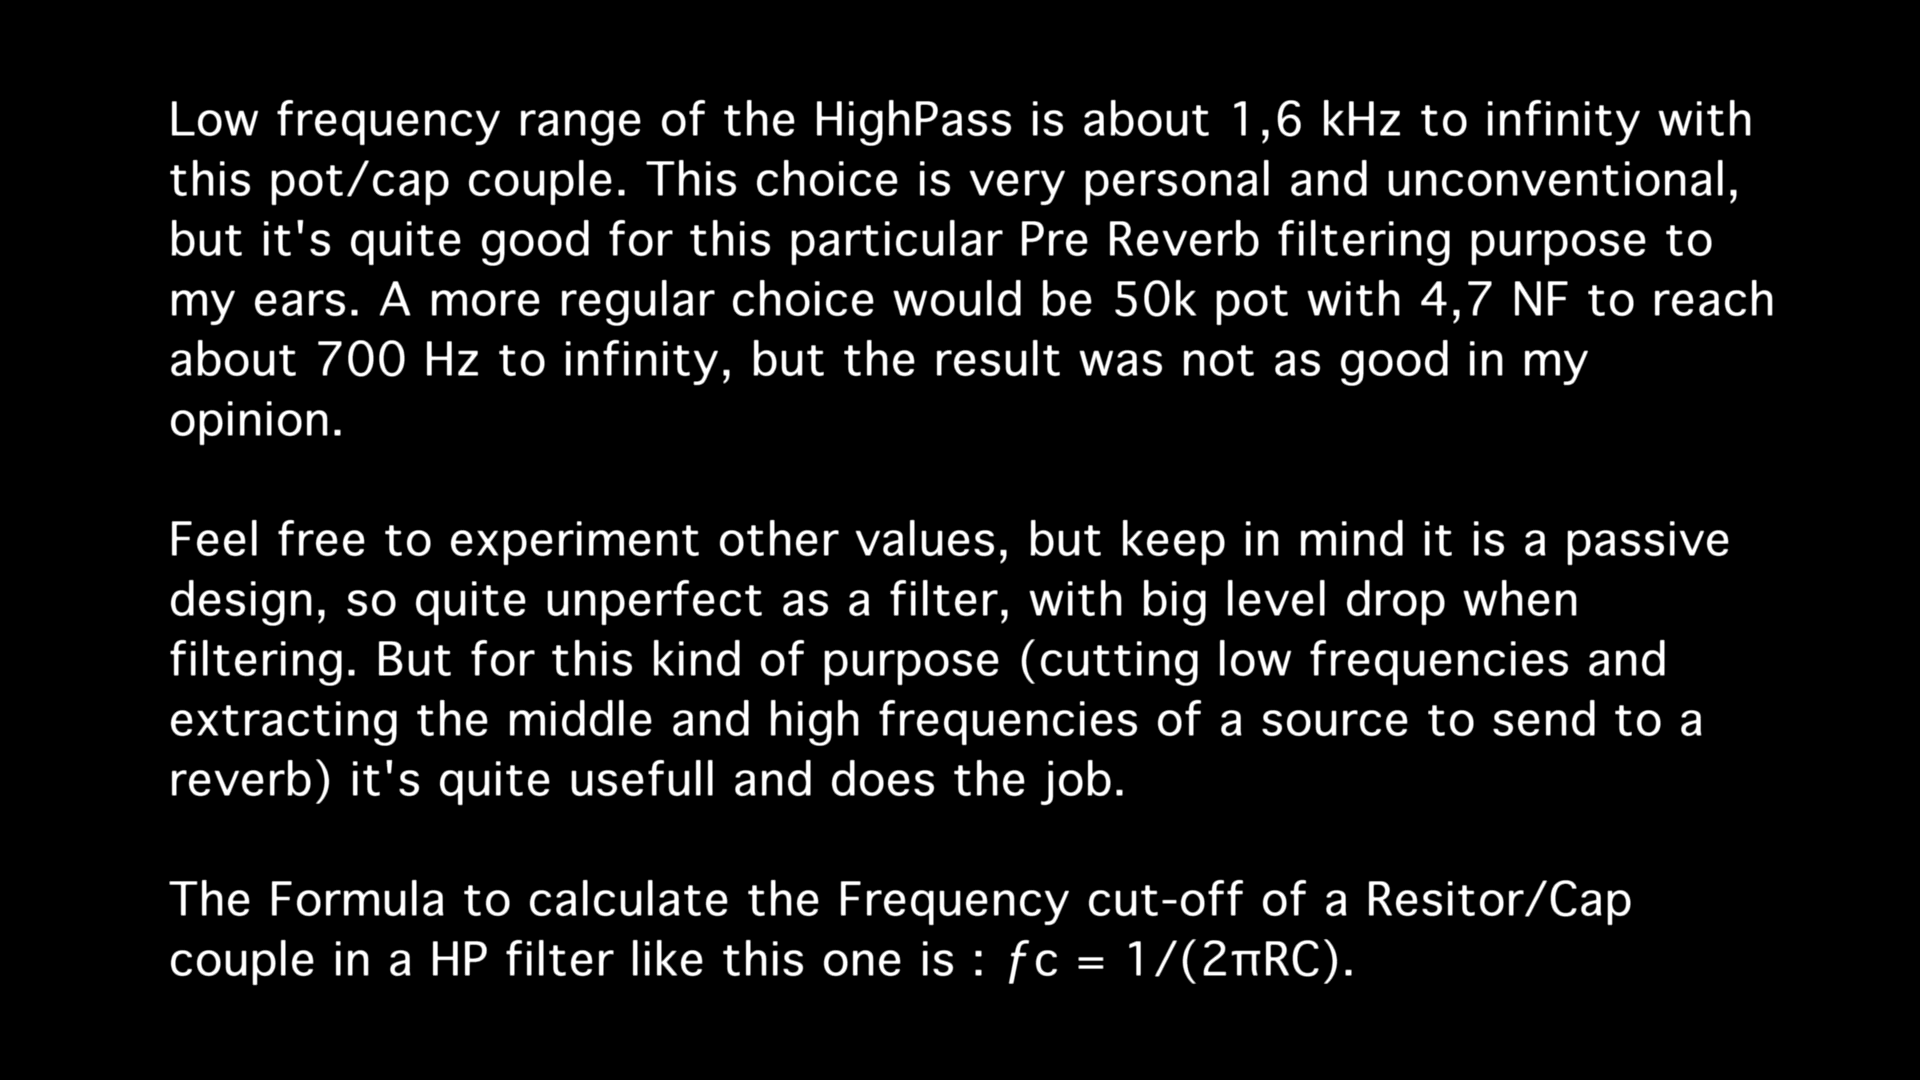 Low frequency range of the HighPass is about 1,6 kHz to infinity with
this pot/cap couple. This choice is very personal and unconventional,
but it's quite good for this particular Pre Reverb filtering purpose to
my ears. A more regular choice would be 50k pot with 4,7 NF to reach
about 700 Hz to infinity, but the result was not as good in my
opinion.
Feel free to experiment other values, but keep in mind it is a passive
design, so quite unperfect as a filter, with big level drop when
filtering. But for this kind of purpose (cutting low frequencies and
extracting the middle and high frequencies of a source to send to a
reverb) it's quite usefull and does the job.
The Formula to calculate the Frequency cut-off of a Resitor/Cap
couple in a HP filter like this one is : ƒc = 1/(2πRC).